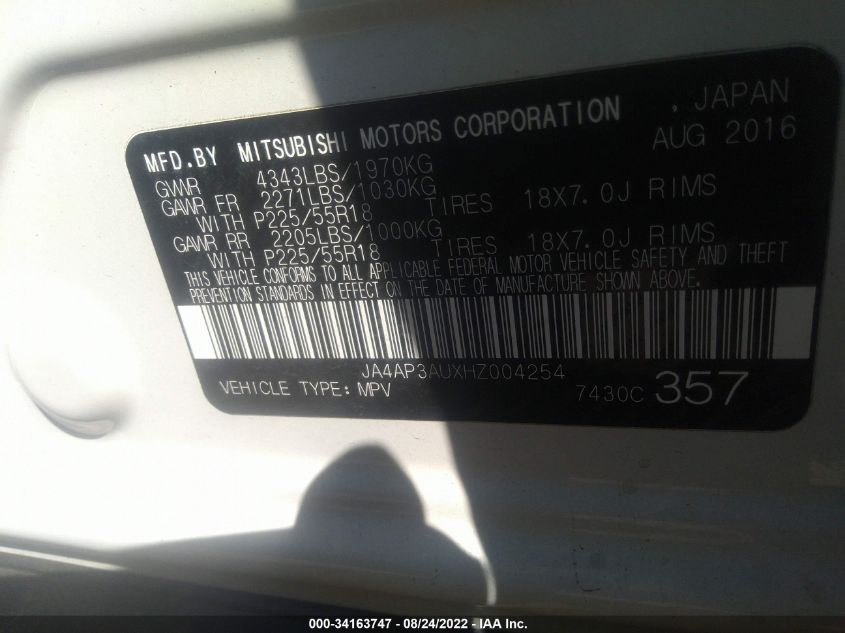 MFD.BY MITSUBISHI MOTORS CORPORATION , JAPAN
AUG 2016
GVWR 4343LBS/1970KG
GAWR FR 2271LBS/1030KG
WITH P225/55R18 TIRES 18X7.0J RIMS
GAWR RR 2205LBS/1000KG
WITH P225/55R18 TIRES 18X7.0J RIMS
THIS VEHICLE CONFORMS TO ALL APPLICABLE FEDERAL MOTOR VEHICLE SAFETY AND THEFT
PREVENTION STANDARDS IN EFFECT ON THE DATE OF MANUFACTURE SHOWN ABOVE.
JA4AP3AUXHZ004254
VEHICLE TYPE: MPV 7430C 357
000-34163747 - 08/24/2022 - IAA Inc.